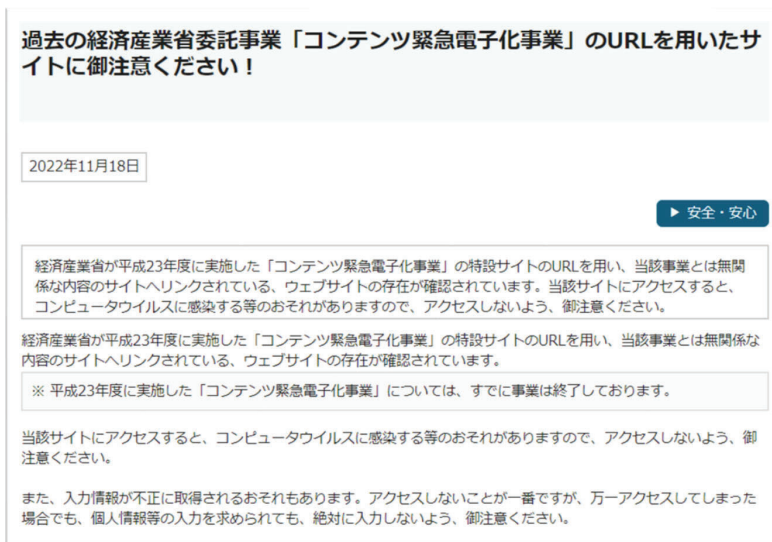 過去の経済産業省委託事業「コンテンツ緊急電子化事業」のURLを用いたサ
イトに御注意ください！
2022年11月18日
▶ 安全・安心
経済産業省が平成23年度に実施した「コンテンツ緊急電子化事業」の特設サイトのURLを用い、当該事業とは無関
係な内容のサイトへリンクされている、ウェブサイトの存在が確認されています。当該サイトにアクセスすると、
コンピュータウイルスに感染する等のおそれがありますので、アクセスしないよう、御注意ください。
経済産業省が平成23年度に実施した「コンテンツ緊急電子化事業」の特設サイトのURLを用い、当該事業とは無関係な
内容のサイトへリンクされている、ウェブサイトの存在が確認されています。
※ 平成23年度に実施した「コンテンツ緊急電子化事業」については、すでに事業は終了しております。
当該サイトにアクセスすると、コンピュータウイルスに感染する等のおそれがありますので、アクセスしないよう、御
注意ください。
また、入力情報が不正に取得されるおそれもあります。アクセスしないことが一番ですが、万一アクセスしてしまった
場合でも、個人情報等の入力を求められても、絶対に入力しないよう、御注意ください。